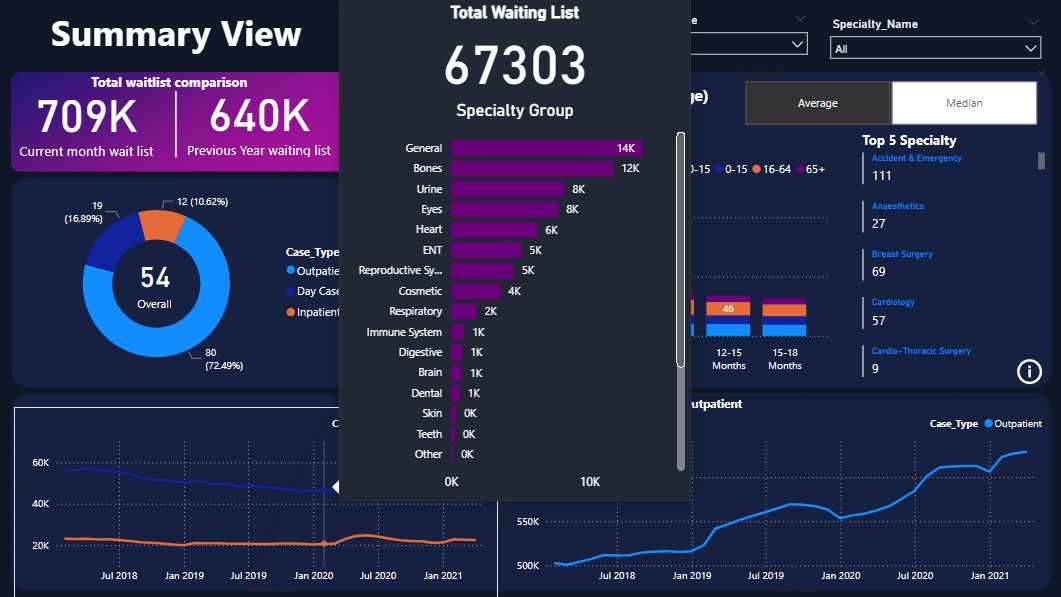 Summary View
Total waitlist comparison
709K
640K
Current month wait list
Previous Year waiting list
Total Waiting List
67303
Specialty Group
General 14K
Bones 12K
Urine 8K
Eyes 8K
Heart 6K
ENT 5K
Reproductive Sy... 5K
Cosmetic 4K
Respiratory 2K
Immune System 1K
Digestive 1K
Brain 1K
Dental 1K
Skin 0K
Teeth 0K
Other 0K
0K 10K
Specialty_Name
All
Average
Median
0-15 16-64 65+
46
12-15
Months
15-18
Months
Top 5 Specialty
Accident & Emergency
111
Anaesthetics
27
Breast Surgery
69
Cardiology
57
Cardio-Thoracic Surgery
9
i
19
(16.89%)
12 (10.62%)
54
Overall
80
(72.49%)
Case_Type
Day Case
Inpatient
60K
40K
20K
Jul 2018 Jan 2019 Jul 2019 Jan 2020 Jul 2020 Jan 2021
Case_Type Outpatient
550K
500K
Jul 2018 Jan 2019 Jul 2019 Jan 2020 Jul 2020 Jan 2021